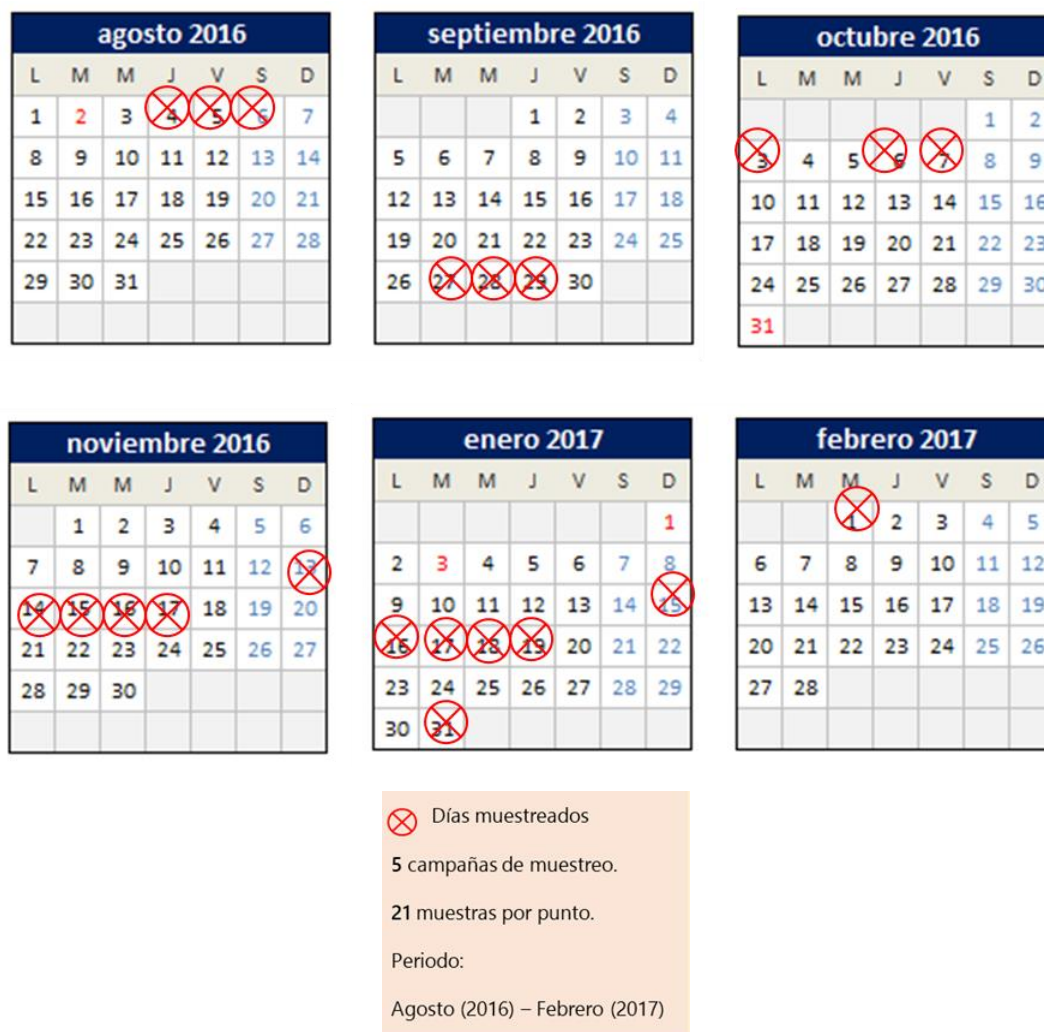 agosto 2016
L M M J V S D
1 2 3 4 5 6 7
8 9 10 11 12 13 14
15 16 17 18 19 20 21
22 23 24 25 26 27 28
29 30 31
septiembre 2016
L M M J V S D
1 2 3 4
5 6 7 8 9 10 11
12 13 14 15 16 17 18
19 20 21 22 23 24 25
26 27 28 29 30
octubre 2016
L M M J V S D
1 2
3 4 5 6 7 8 9
10 11 12 13 14 15 16
17 18 19 20 21 22 23
24 25 26 27 28 29 30
31
noviembre 2016
L M M J V S D
1 2 3 4 5 6
7 8 9 10 11 12 13
14 15 16 17 18 19 20
21 22 23 24 25 26 27
28 29 30
enero 2017
L M M J V S D
1
2 3 4 5 6 7 8
9 10 11 12 13 14 15
16 17 18 19 20 21 22
23 24 25 26 27 28 29
30 31
febrero 2017
L M M J V S D
1 2 3 4 5
6 7 8 9 10 11 12
13 14 15 16 17 18 19
20 21 22 23 24 25 26
27 28
Días muestreados
5 campañas de muestreo.
21 muestras por punto.
Periodo:
Agosto (2016) – Febrero (2017)